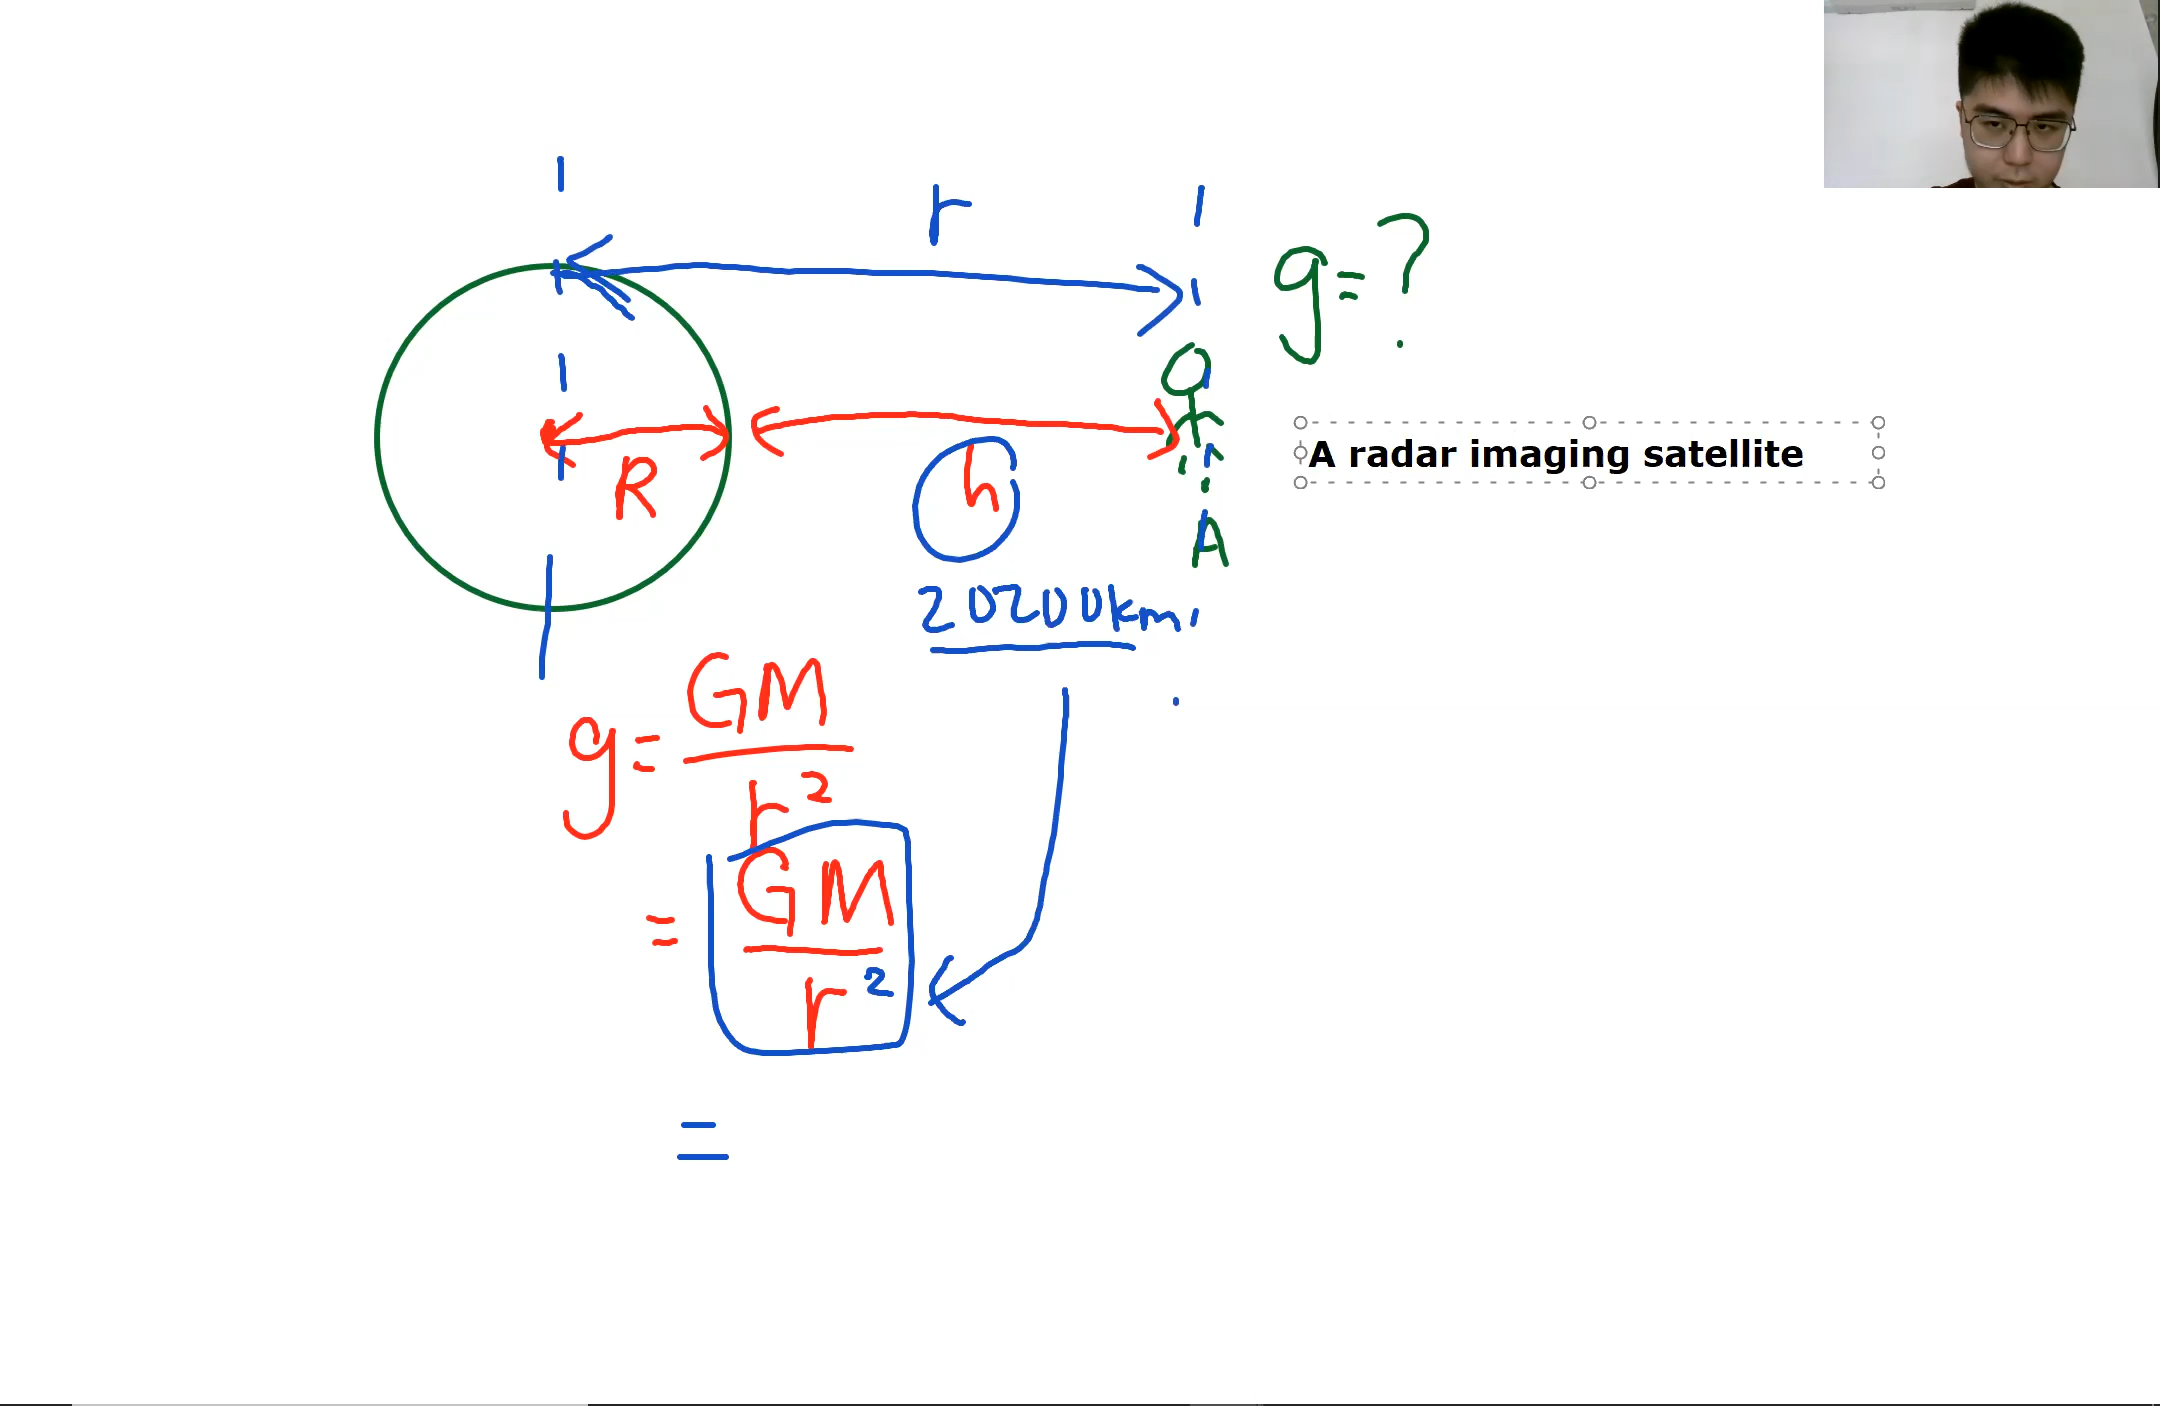 r
g=?
A radar imaging satellite
R
h
A
20200km
g=GM/r²
=GM/r²
=